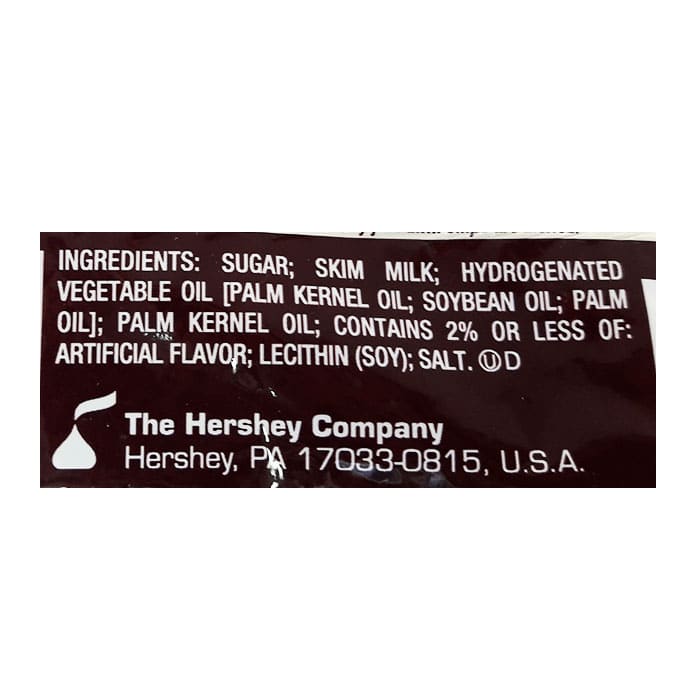 INGREDIENTS: SUGAR; SKIM MILK; HYDROGENATED
VEGETABLE OIL [PALM KERNEL OIL; SOYBEAN OIL; PALM
OIL]; PALM KERNEL OIL; CONTAINS 2% OR LESS OF:
ARTIFICIAL FLAVOR; LECITHIN (SOY); SALT. Ⓤ D
The Hershey Company
Hershey, PA 17033-0815, U.S.A.